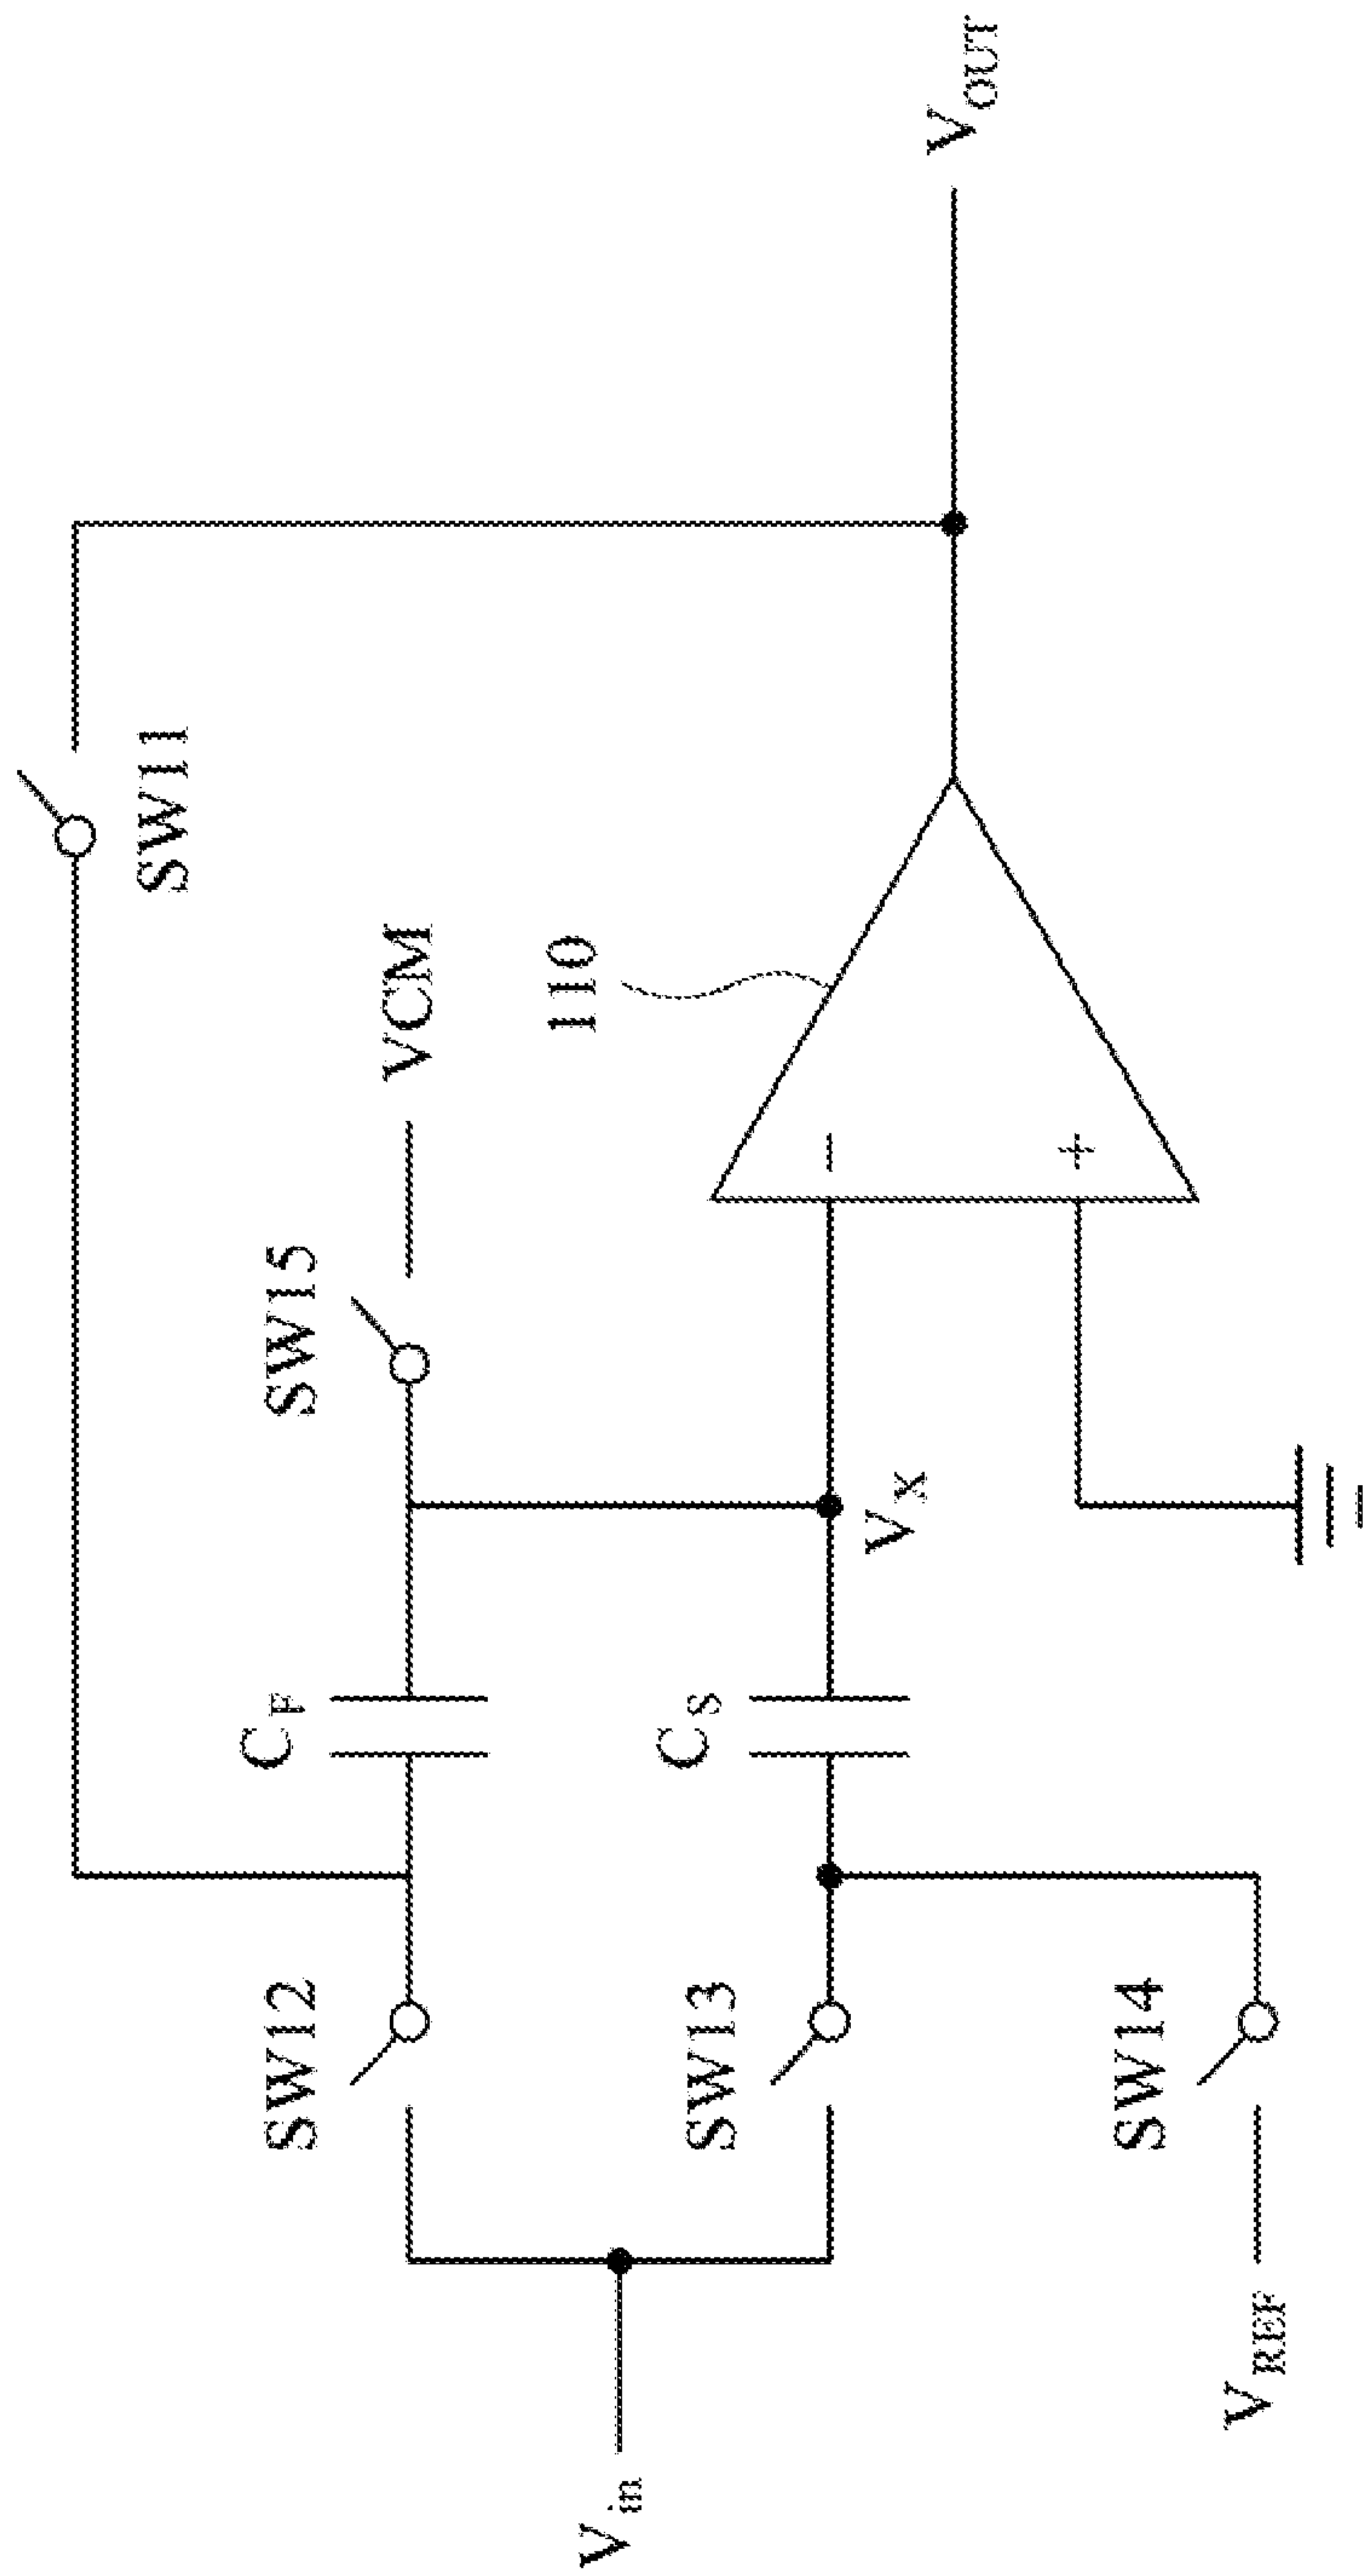 SW11
SW12
C_F
SW15
VCM
110
V_in
SW13
C_S
−
V_OUT
V_X
+
SW14
V_REF